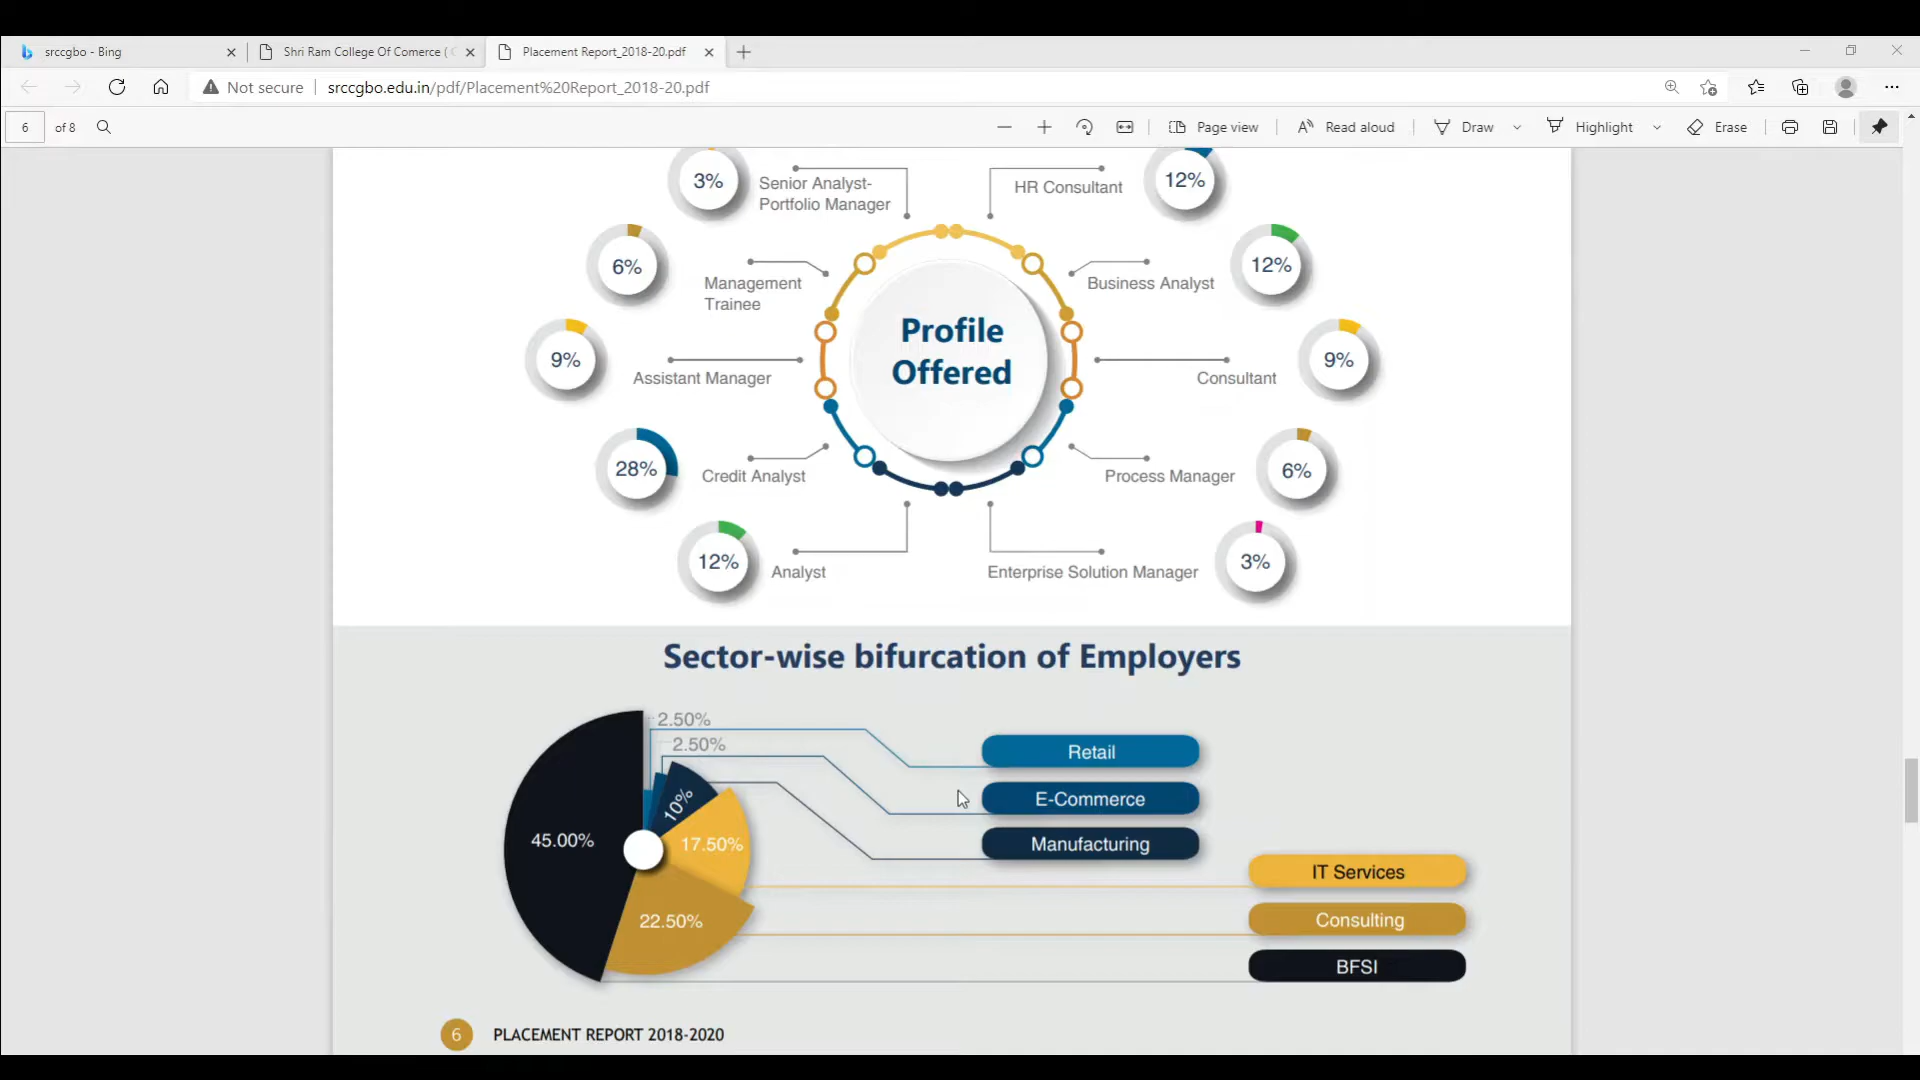 srccgbo - Bing
Shri Ram College Of Comerce (
Placement Report_2018-20.pdf
Not secure
srccgbo.edu.in/pdf/Placement%20Report_2018-20.pdf
6 of 8
Page view
Read aloud
Draw
Highlight
Erase
3%
Senior Analyst-
Portfolio Manager
HR Consultant
12%
6%
Management
Trainee
Business Analyst
12%
9%
Assistant Manager
Profile
Offered
Consultant
9%
28%
Credit Analyst
Process Manager
6%
12%
Analyst
Enterprise Solution Manager
3%
Sector-wise bifurcation of Employers
2.50%
2.50%
10%
17.50%
22.50%
45.00%
Retail
E-Commerce
Manufacturing
IT Services
Consulting
BFSI
6 PLACEMENT REPORT 2018-2020